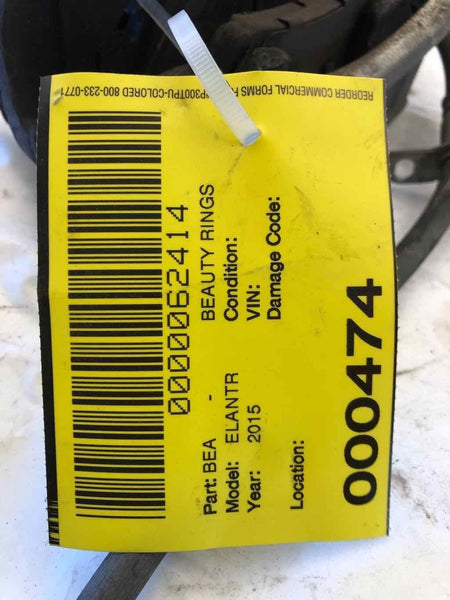 REORDER COMMERCIAL FORMS P300TPU-COLORED 800-233-0771
0000062414
Part: BEA - BEAUTY RINGS
Model: ELANTR Condition:
Year: 2015 VIN:
Damage Code:
Location:
000474